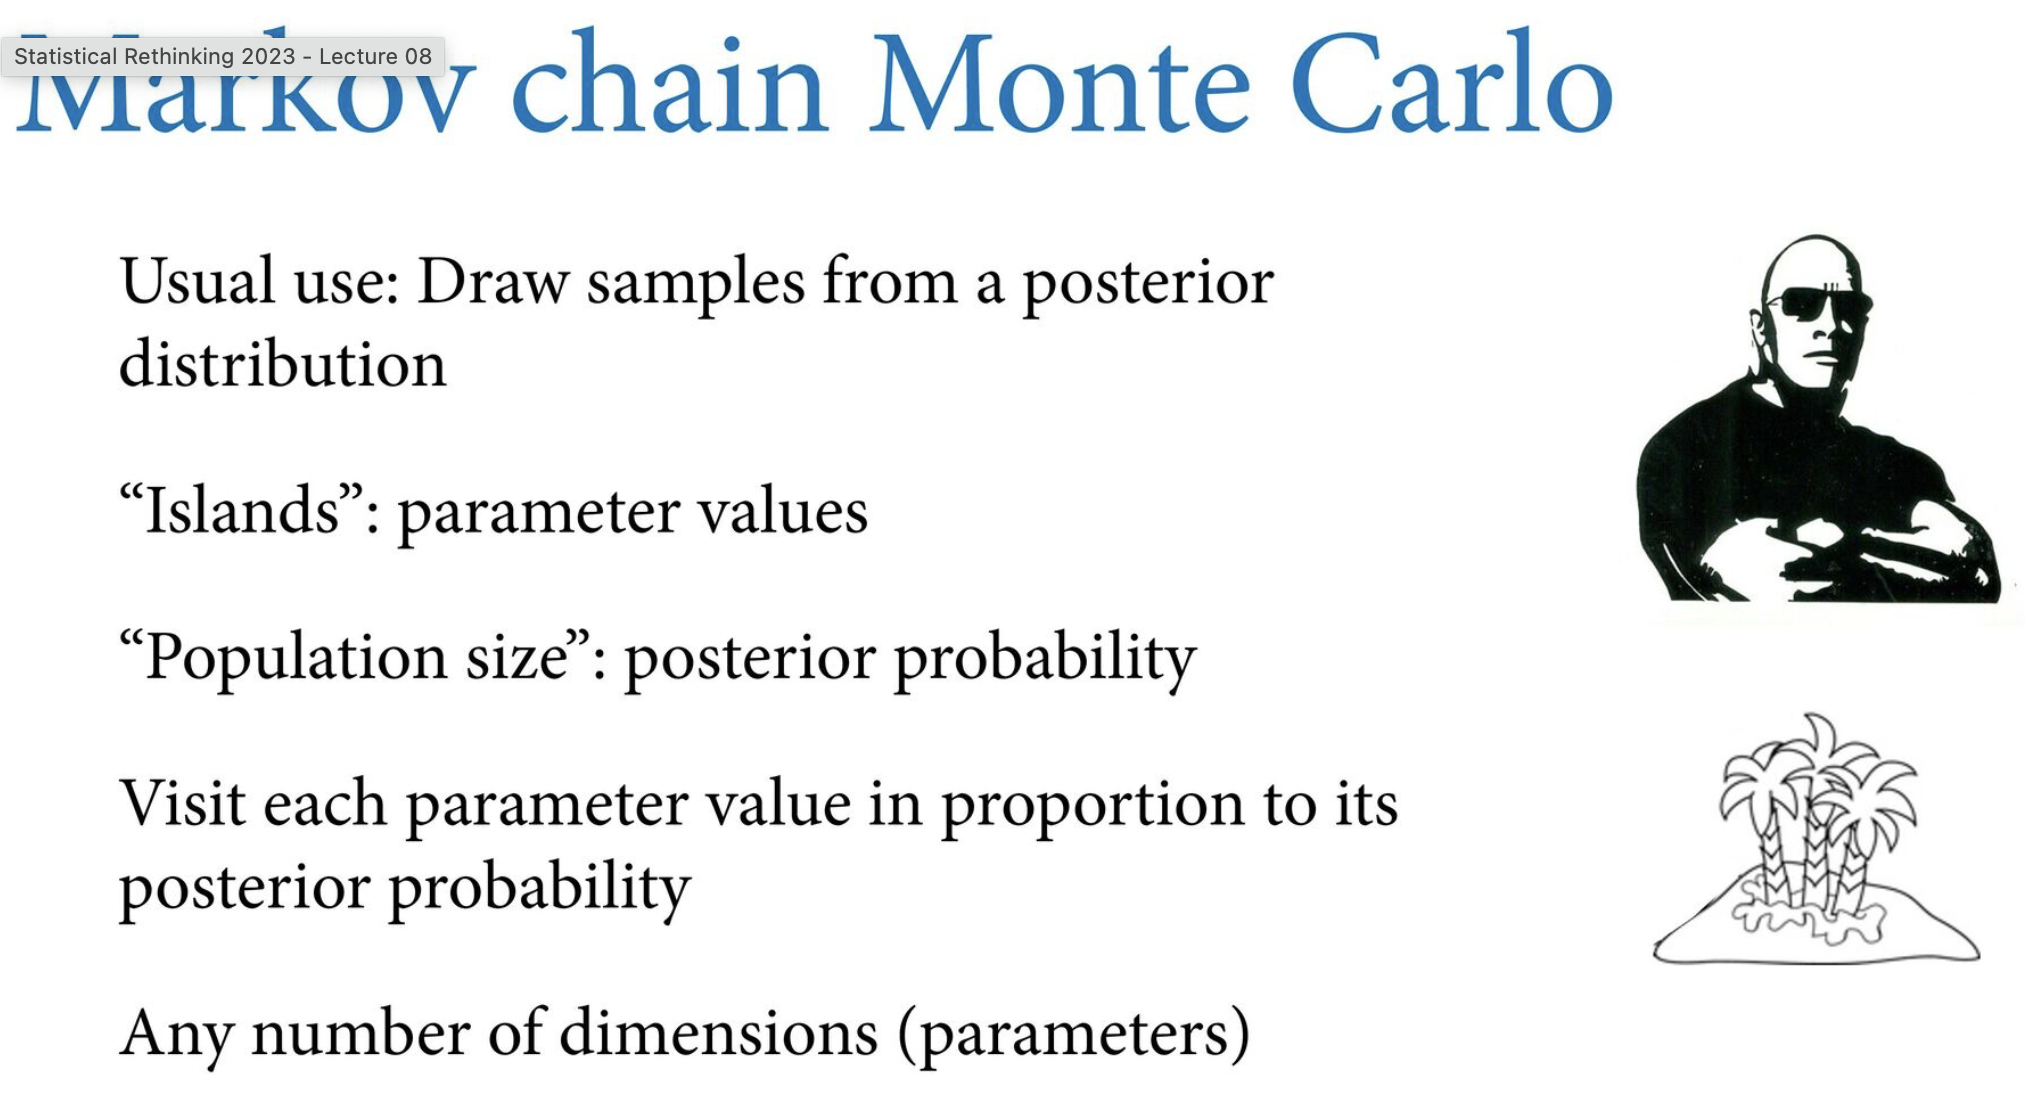 Statistical Rethinking 2023 - Lecture 08
Markov chain Monte Carlo
Usual use: Draw samples from a posterior
distribution
“Islands”: parameter values
“Population size”: posterior probability
Visit each parameter value in proportion to its
posterior probability
Any number of dimensions (parameters)